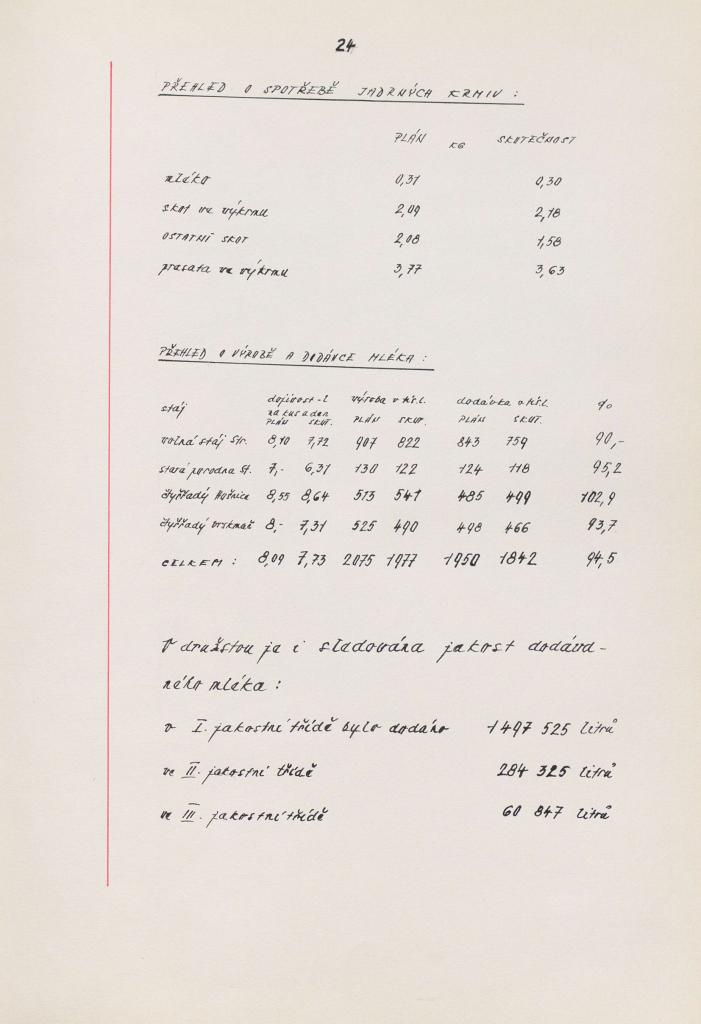 24
PŘEHLED O SPOTŘEBĚ JADRNÝCH KRMIV :
PLÁN KG SKUTEČNOST
mléko 0,31 0,30
skot ve výkrmu 2,09 2,18
OSTATNÍ SKOT 2,08 1,58
prasata ve výkrmu 3,77 3,63
PŘEHLED O VÝROBĚ A DODÁVCE MLÉKA :
stáj dojivost - l výroba v tis.l. dodávka v tis.l. %
na kus a den
PLÁN SKUT. PLÁN SKUT. PLÁN SKUT.
volná stáj Str. 8,10 7,72 907 822 843 759 90,-
stará porodna St. 7,- 6,31 130 122 124 118 95,2
čtyřřadý Hošnice 8,55 8,64 513 541 485 499 102,9
čtyřřadý 8,- 7,31 525 490 498 466 93,7
CELKEM : 8,09 7,73 2075 1977 1950 1842 94,5
V družstvu je i sledována jakost dodáva-
ného mléka :
v I. jakostní třídě bylo dodáno 1 497 525 litrů
ve II. jakostní třídě 284 325 litrů
ve III. jakostní třídě 60 847 litrů